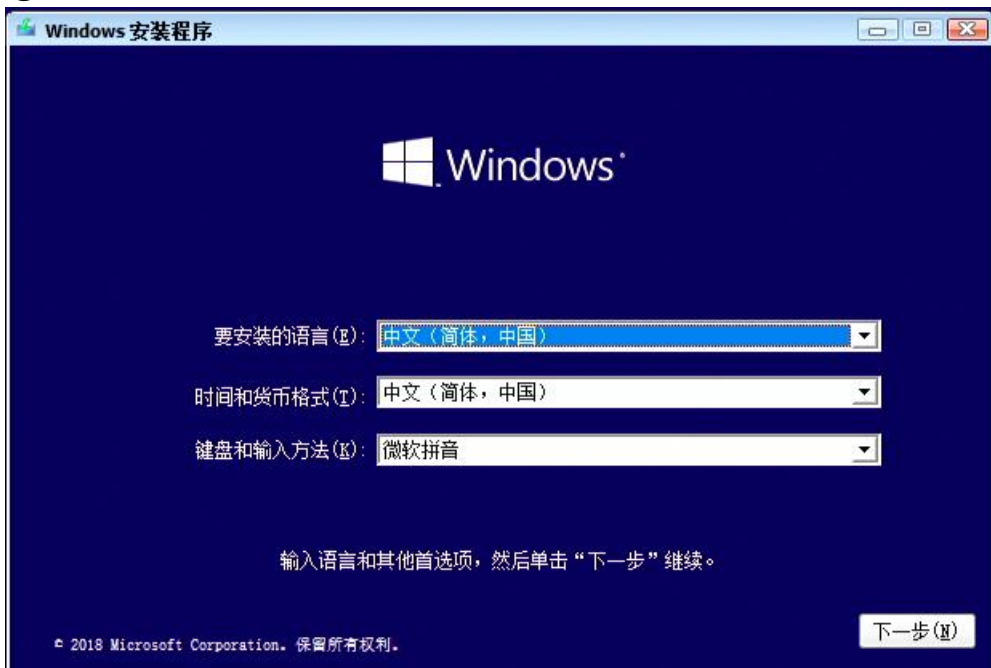 Windows 安装程序
Windows
要安装的语言(E): 中文(简体，中国)
时间和货币格式(T): 中文(简体，中国)
键盘和输入方法(K): 微软拼音
输入语言和其他首选项，然后单击“下一步”继续。
下一步(N)
© 2018 Microsoft Corporation。保留所有权利。